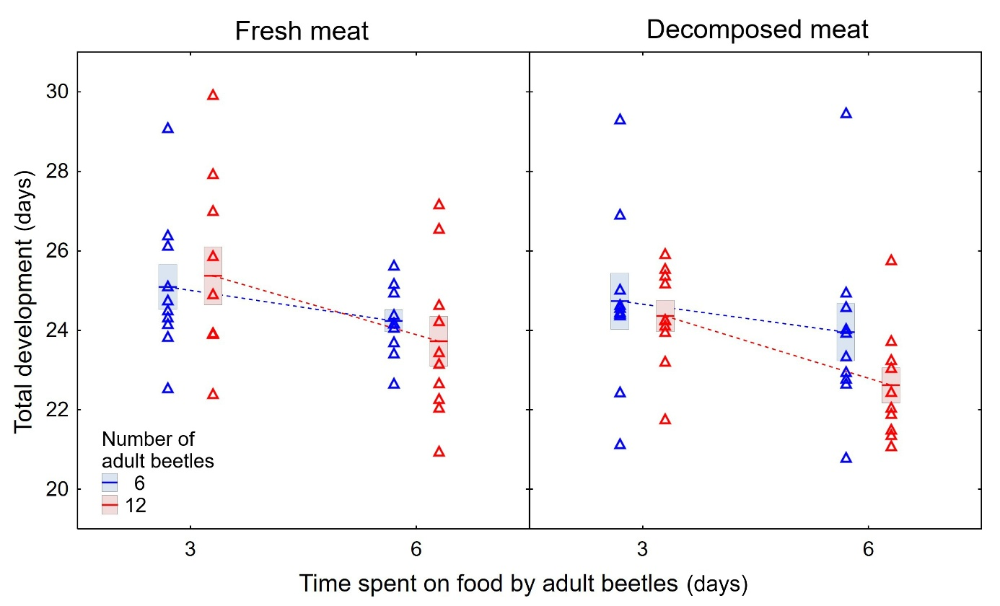 Fresh meat
Decomposed meat
Total development (days)
30
28
26
24
22
20
Number of
adult beetles
6
12
3
6
3
6
Time spent on food by adult beetles (days)